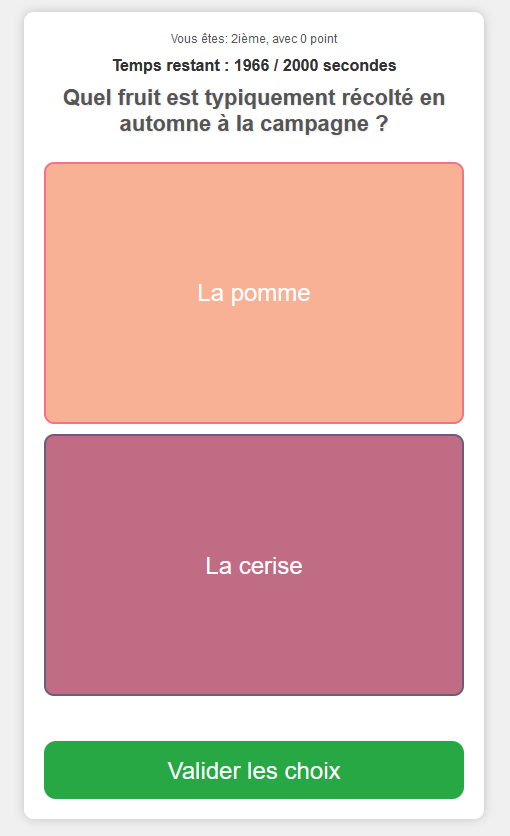 Vous êtes: 2ième, avec 0 point
Temps restant : 1966 / 2000 secondes
Quel fruit est typiquement récolté en
automne à la campagne ?
La pomme
La cerise
Valider les choix